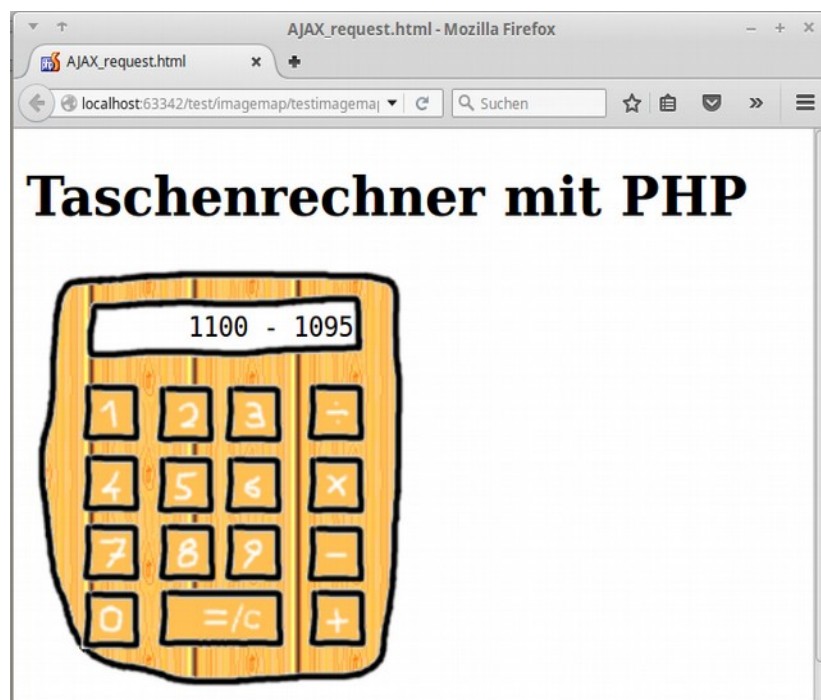 AJAX_request.html - Mozilla Firefox
AJAX_request.html
localhost:63342/test/imagemap/testimagemap
Suchen
Taschenrechner mit PHP
1100 - 1095
1 2 3 ÷
4 5 6 x
7 8 9 -
0 =/c +